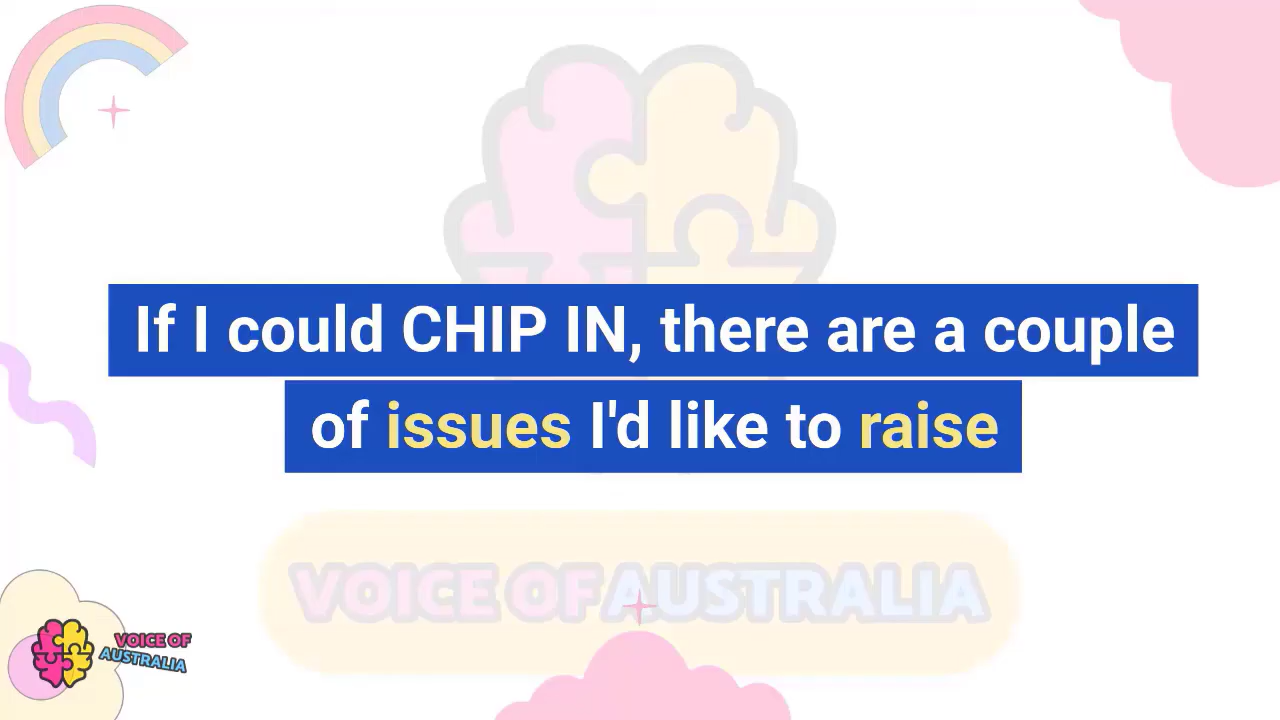 If I could CHIP IN, there are a couple
of issues I'd like to raise
VOICE OF AUSTRALIA
VOICE OF
AUSTRALIA